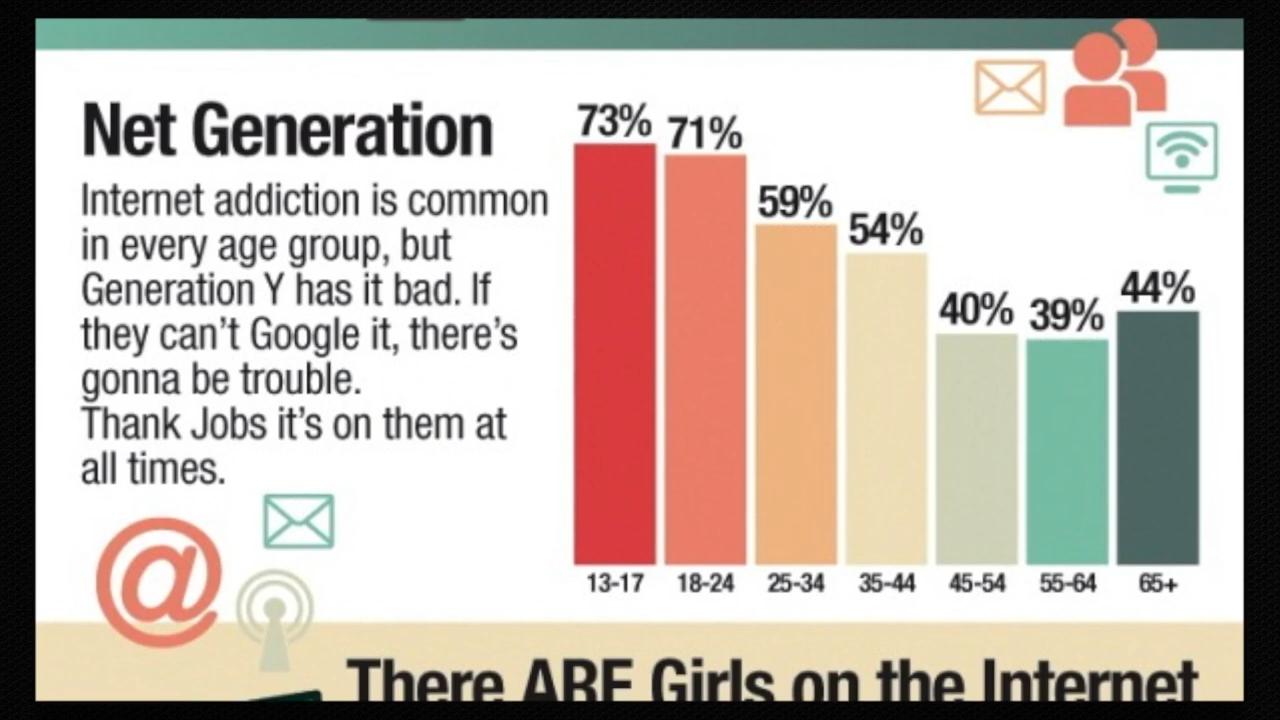 Net Generation
Internet addiction is common
in every age group, but
Generation Y has it bad. If
they can't Google it, there's
gonna be trouble.
Thank Jobs it's on them at
all times.
@
73% 71% 59% 54% 40% 39% 44%
13-17 18-24 25-34 35-44 45-54 55-64 65+
There ARE Girls on the Internet